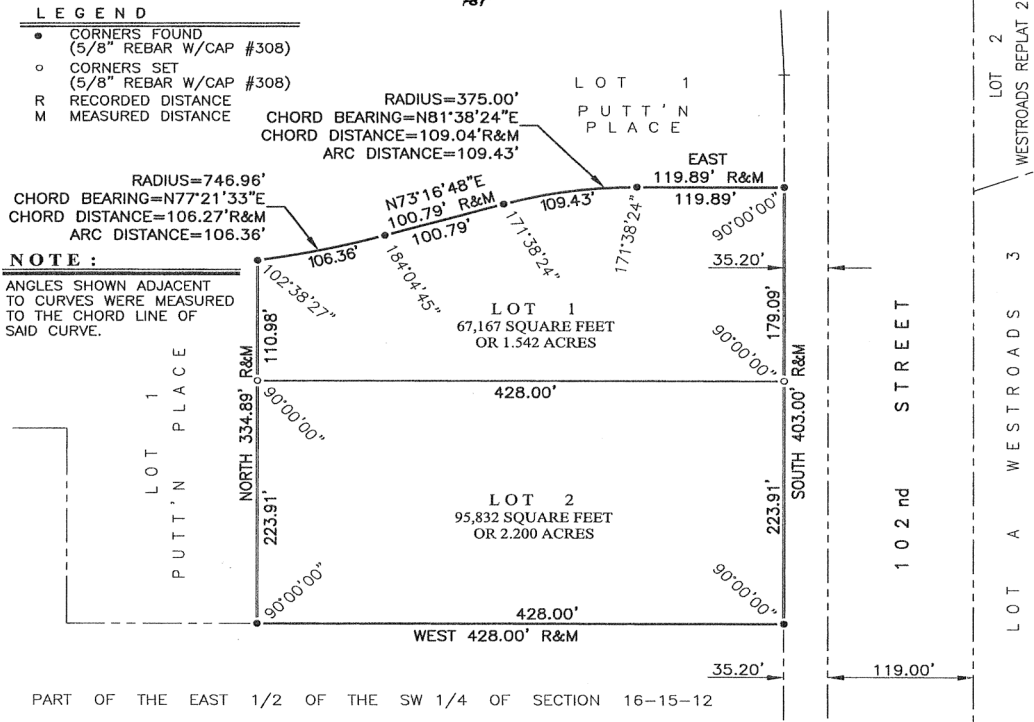 LEGEND
CORNERS FOUND
(5/8" REBAR W/CAP #308)
CORNERS SET
(5/8" REBAR W/CAP #308)
R RECORDED DISTANCE
M MEASURED DISTANCE
LOT 1
PUTT'N
PLACE
LOT 2
WESTROADS REPLAT 2
RADIUS=375.00'
CHORD BEARING=N81°38'24"E
CHORD DISTANCE=109.04'R&M
ARC DISTANCE=109.43'
EAST
119.89' R&M
119.89'
RADIUS=746.96'
CHORD BEARING=N77°21'33"E
CHORD DISTANCE=106.27'R&M
ARC DISTANCE=106.36'
N73°16'48"E
100.79' R&M
100.79'
109.43'
106.36'
102°38'27"
184°04'45"
171°38'24"
171°38'24"
90°00'00"
35.20'
NOTE:
ANGLES SHOWN ADJACENT
TO CURVES WERE MEASURED
TO THE CHORD LINE OF
SAID CURVE.
LOT 1
67,167 SQUARE FEET
OR 1.542 ACRES
110.98'
179.09'
90°00'00"
428.00'
90°00'00"
NORTH 334.89' R&M
SOUTH 403.00' R&M
LOT 1
PUTT'N PLACE
LOT 2
95,832 SQUARE FEET
OR 2.200 ACRES
223.91'
223.91'
90°00'00"
90°00'00"
428.00'
WEST 428.00' R&M
102nd STREET
LOT A WESTROADS 3
35.20'
119.00'
PART OF THE EAST 1/2 OF THE SW 1/4 OF SECTION 16-15-12